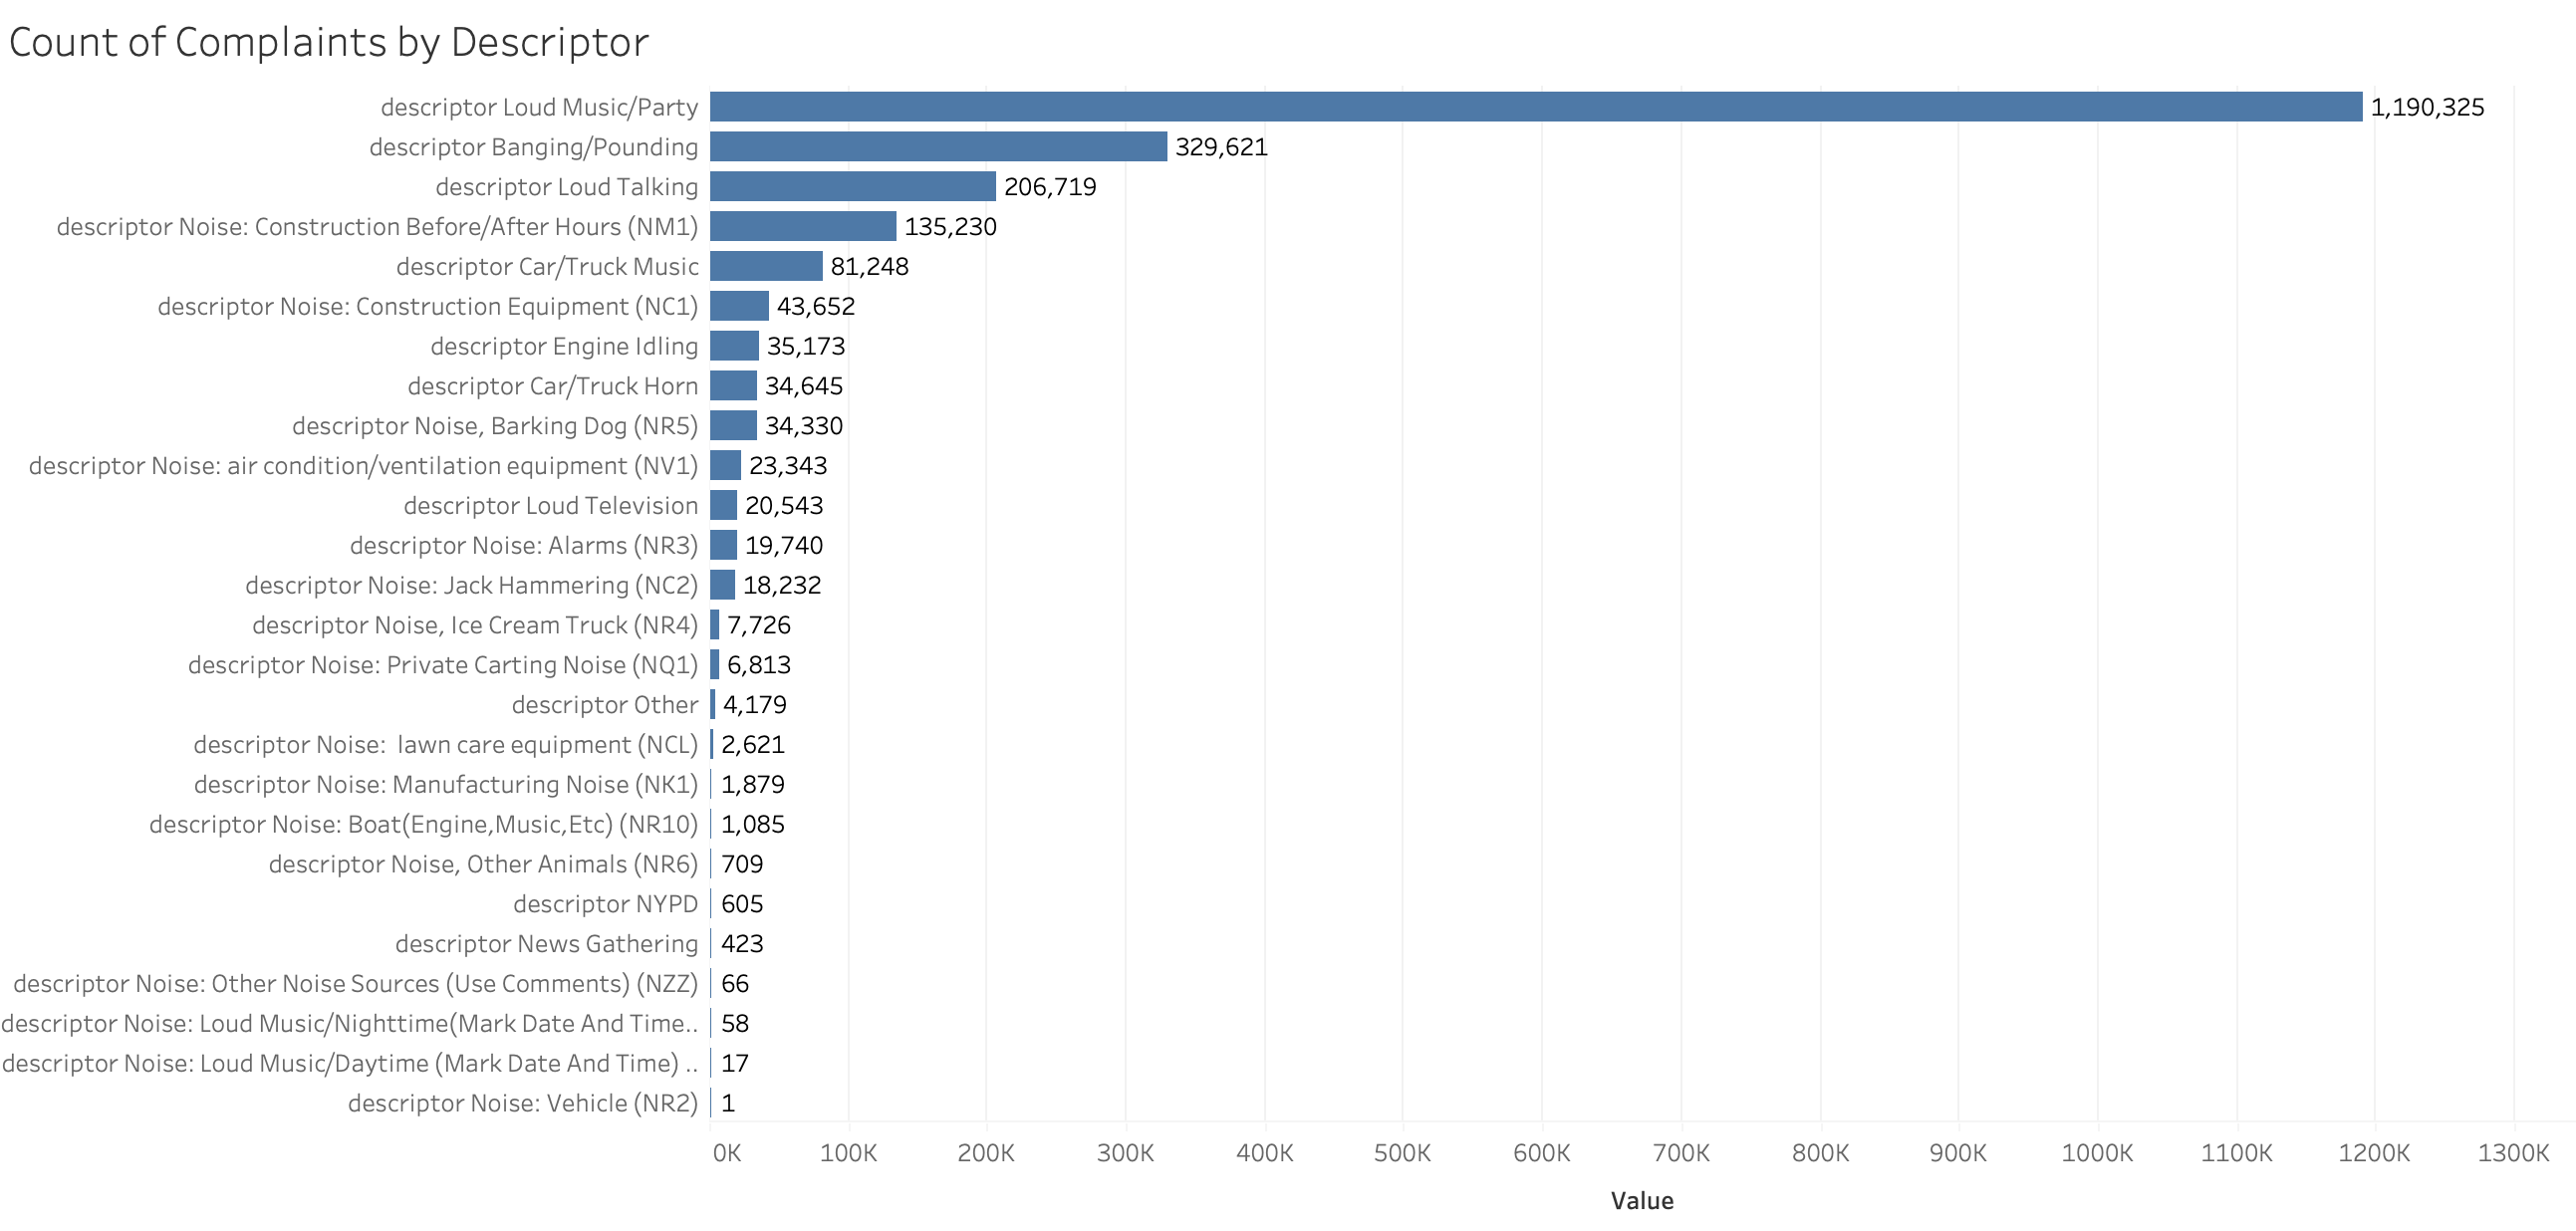 Count of Complaints by Descriptor
descriptor Loud Music/Party 1,190,325
descriptor Banging/Pounding 329,621
descriptor Loud Talking 206,719
descriptor Noise: Construction Before/After Hours (NM1) 135,230
descriptor Car/Truck Music 81,248
descriptor Noise: Construction Equipment (NC1) 43,652
descriptor Engine Idling 35,173
descriptor Car/Truck Horn 34,645
descriptor Noise, Barking Dog (NR5) 34,330
descriptor Noise: air condition/ventilation equipment (NV1) 23,343
descriptor Loud Television 20,543
descriptor Noise: Alarms (NR3) 19,740
descriptor Noise: Jack Hammering (NC2) 18,232
descriptor Noise, Ice Cream Truck (NR4) 7,726
descriptor Noise: Private Carting Noise (NQ1) 6,813
descriptor Other 4,179
descriptor Noise:  lawn care equipment (NCL) 2,621
descriptor Noise: Manufacturing Noise (NK1) 1,879
descriptor Noise: Boat(Engine,Music,Etc) (NR10) 1,085
descriptor Noise, Other Animals (NR6) 709
descriptor NYPD 605
descriptor News Gathering 423
descriptor Noise: Other Noise Sources (Use Comments) (NZZ) 66
descriptor Noise: Loud Music/Nighttime(Mark Date And Time.. 58
descriptor Noise: Loud Music/Daytime (Mark Date And Time) .. 17
descriptor Noise: Vehicle (NR2) 1
0K 100K 200K 300K 400K 500K 600K 700K 800K 900K 1000K 1100K 1200K 1300K
Value